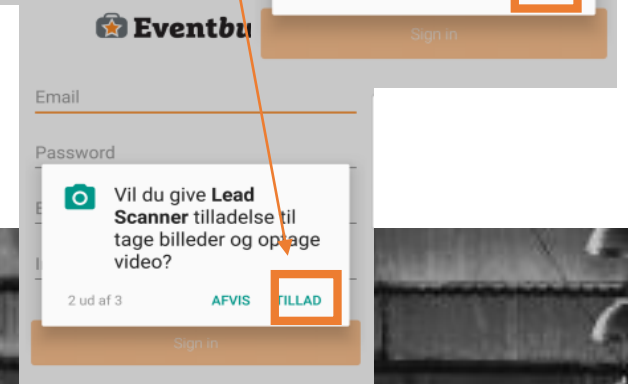 Eventbu
Sign in
Email
Password
Vil du give Lead
Scanner tilladelse til
tage billeder og optage
video?
2 ud af 3
AFVIS
TILLAD
Sign in